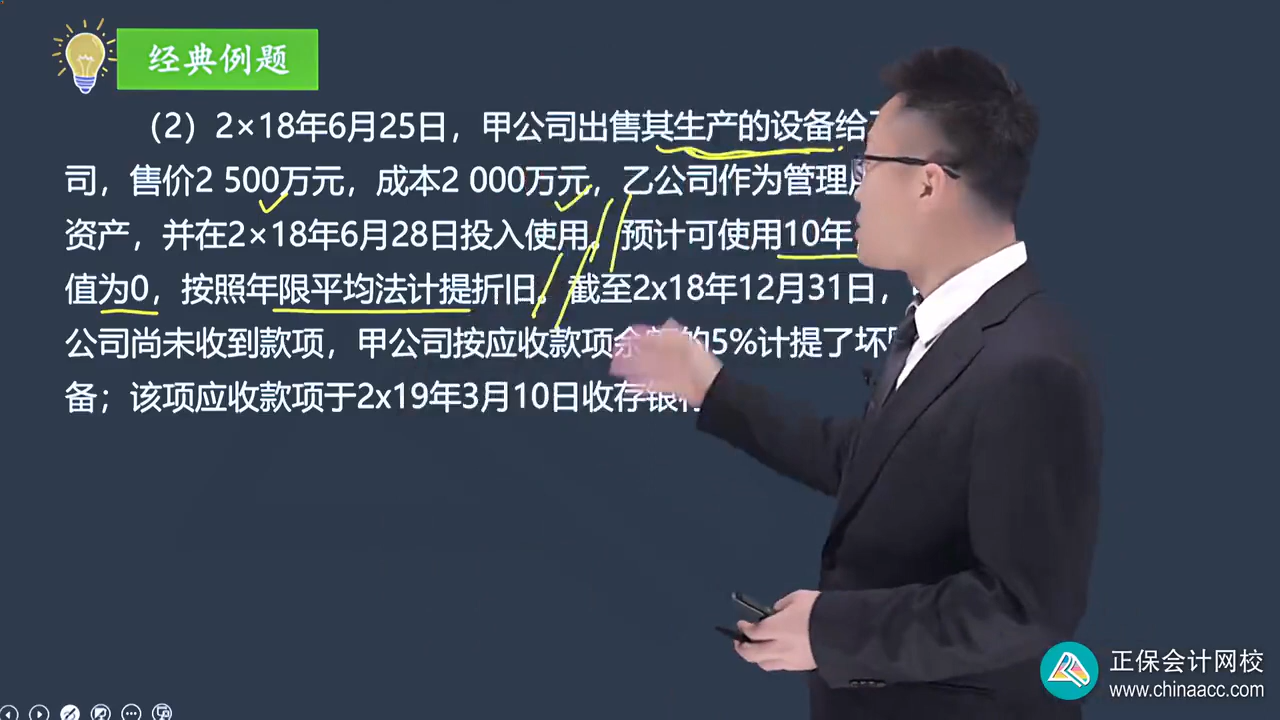 经典例题
（2）2×18年6月25日，甲公司出售其生产的设备给
司，售价2 500万元，成本2 000万元，乙公司作为管理
资产，并在2×18年6月28日投入使用。预计可使用10年
值为0，按照年限平均法计提折旧。截至2x18年12月31日，
公司尚未收到款项，甲公司按应收款项余额的5%计提了坏
备；该项应收款项于2x19年3月10日收存银行
正保会计网校
www.chinaacc.com